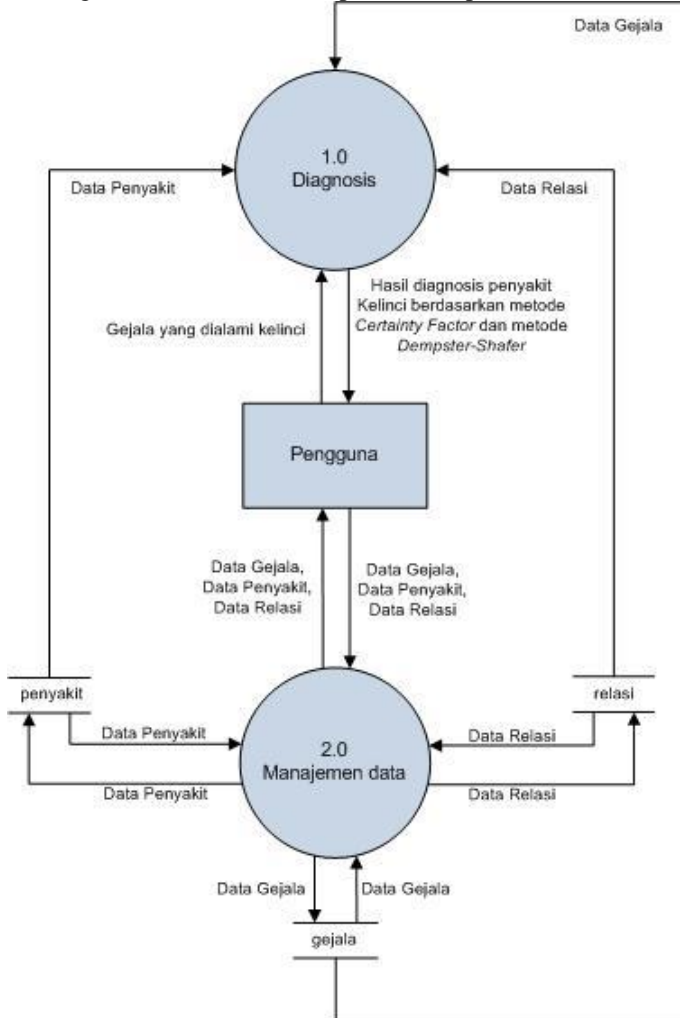 Data Gejala
1.0
Diagnosis
Data Penyakit
Data Relasi
Hasil diagnosis penyakit
Kelinci berdasarkan metode
Certainty Factor dan metode
Dempster-Shafer
Gejala yang dialami kelinci
Pengguna
Data Gejala,
Data Penyakit,
Data Relasi
Data Gejala,
Data Penyakit,
Data Relasi
penyakit
relasi
Data Penyakit
Data Relasi
2.0
Manajemen data
Data Penyakit
Data Relasi
Data Gejala
Data Gejala
gejala